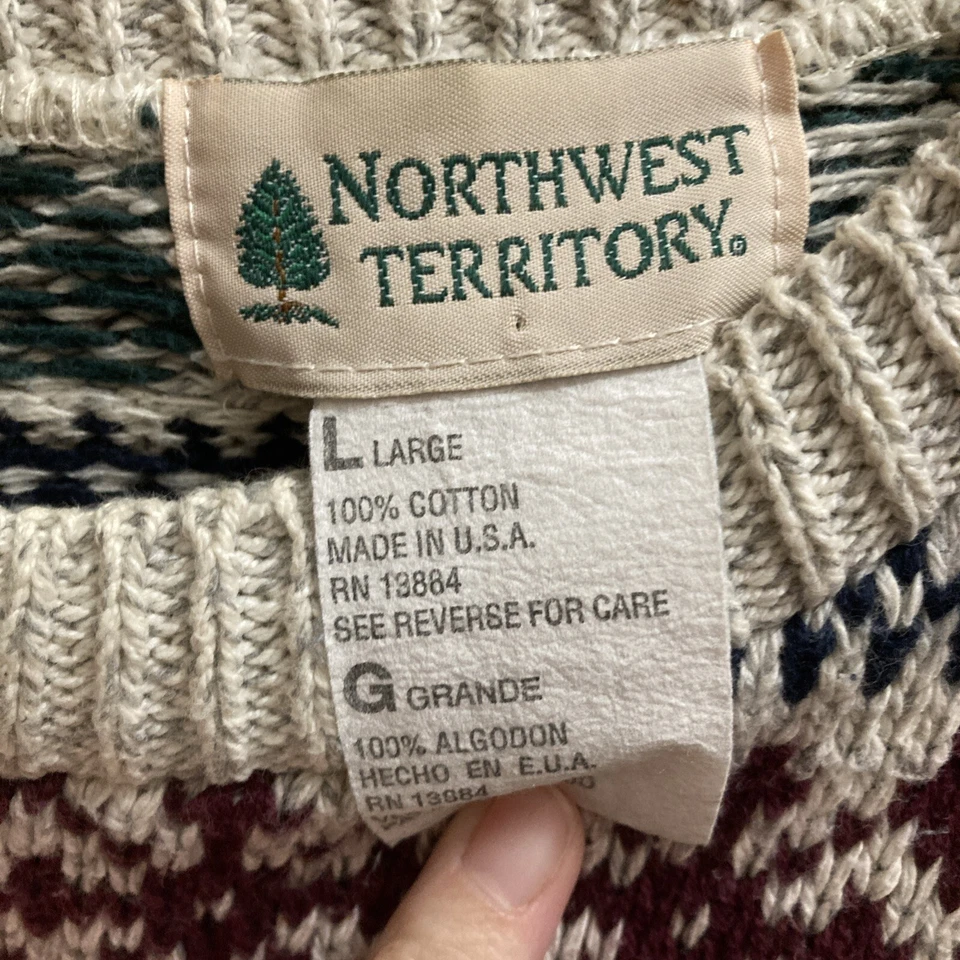 NORTHWEST
TERRITORY®
L LARGE
100% COTTON
MADE IN U.S.A.
RN 13884
SEE REVERSE FOR CARE
G GRANDE
100% ALGODON
HECHO EN E.U.A.
RN 13884